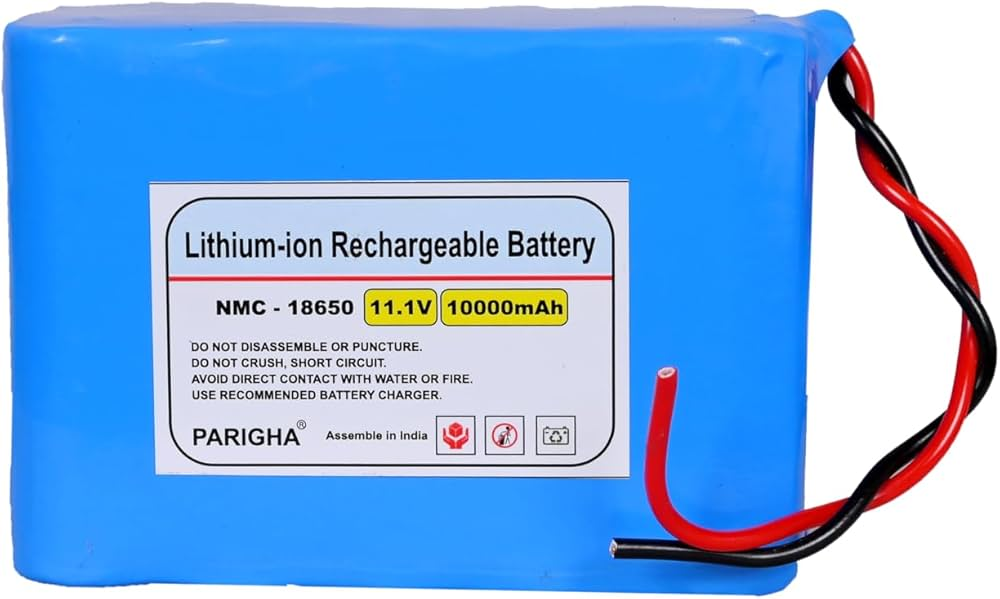 Lithium-ion Rechargeable Battery
NMC - 18650 11.1V 10000mAh
DO NOT DISASSEMBLE OR PUNCTURE.
DO NOT CRUSH, SHORT CIRCUIT.
AVOID DIRECT CONTACT WITH WATER OR FIRE.
USE RECOMMENDED BATTERY CHARGER.
PARIGHA® Assemble in India